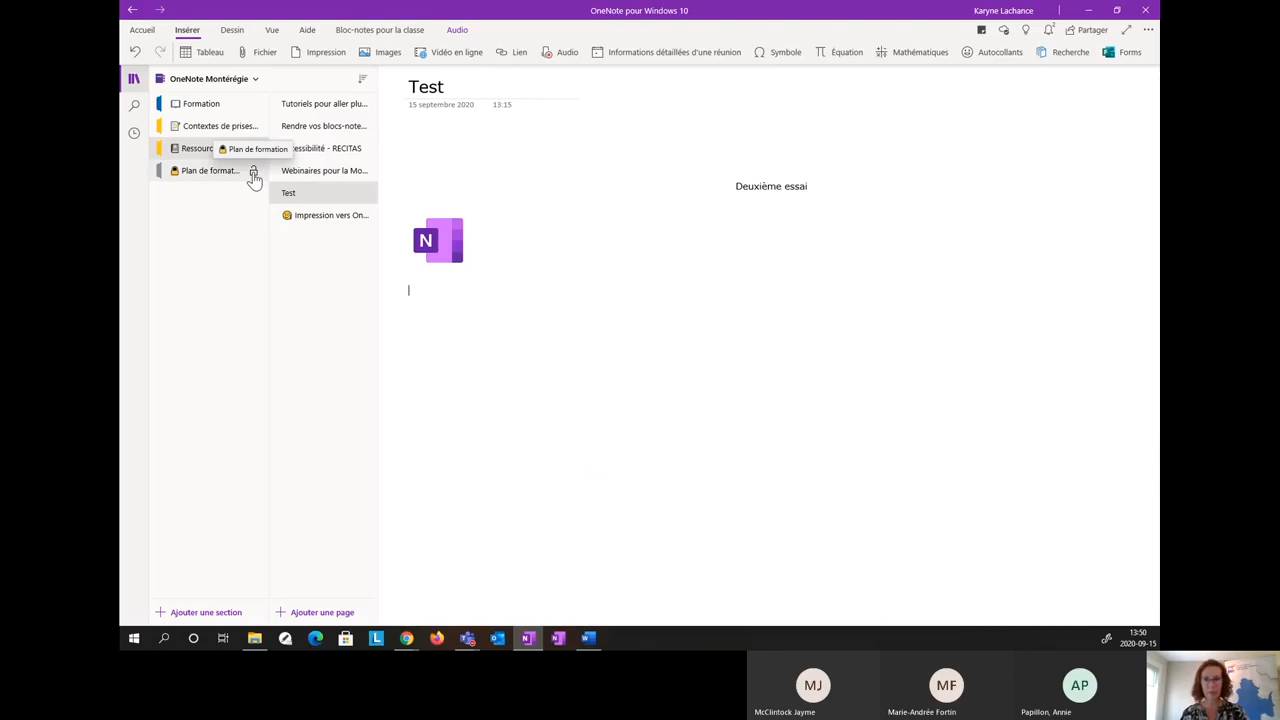 OneNote pour Windows 10
Karyne Lachance
Accueil
Insérer
Dessin
Vue
Aide
Bloc-notes pour la classe
Audio
2
Partager
Tableau
Fichier
Impression
Images
Vidéo en ligne
Lien
Audio
Informations détaillées d'une réunion
Symbole
Équation
Mathématiques
Autocollants
Recherche
Forms
OneNote Montérégie
Formation
Contextes de prises...
Ressourc
Plan de formation
Plan de format...
Tutoriels pour aller plu...
Rendre vos blocs-note...
cessibilité - RECITAS
Webinaires pour la Mo...
Test
Impression vers On...
Test
15 septembre 2020 13:15
Deuxième essai
N
Ajouter une section
Ajouter une page
L
13:50
2020-09-15
MJ
McClintock Jayme
MF
Marie-Andrée Fortin
AP
Papillon, Annie